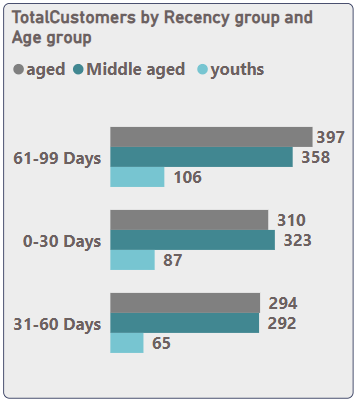 TotalCustomers by Recency group and
Age group
aged Middle aged youths
397
61-99 Days 358
106
310
0-30 Days 323
87
294
31-60 Days 292
65